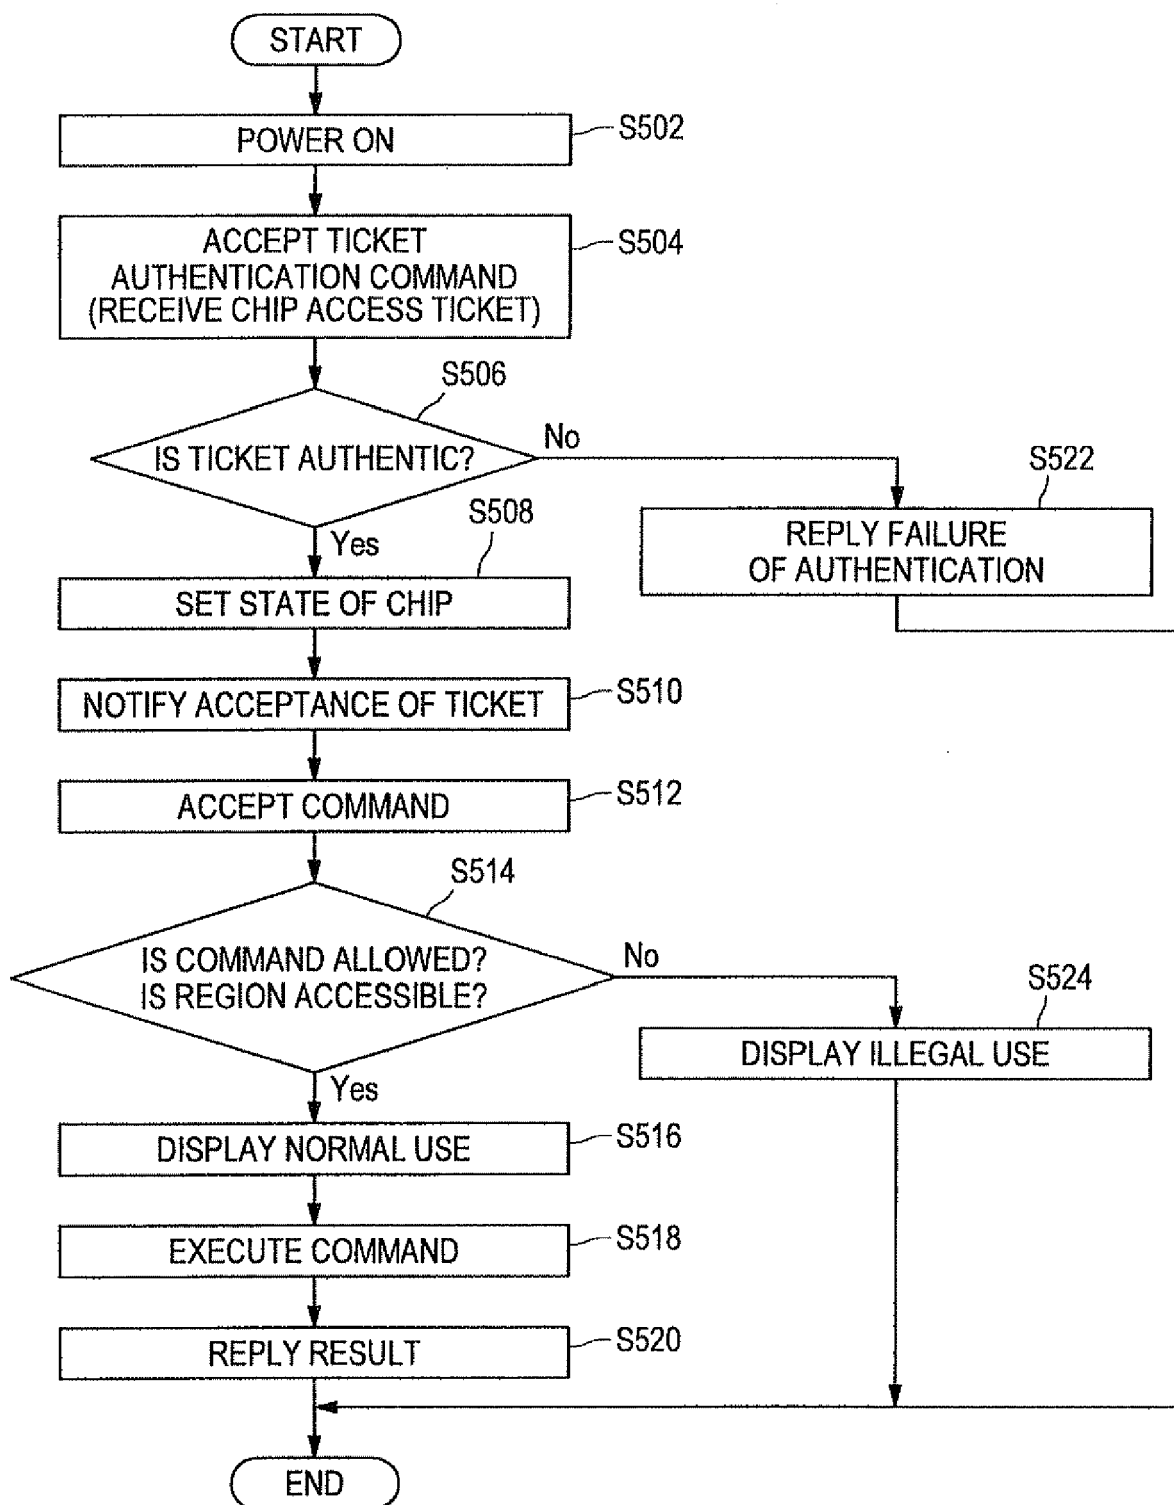 START
POWER ON
S502
ACCEPT TICKET
AUTHENTICATION COMMAND
(RECEIVE CHIP ACCESS TICKET)
S504
S506
IS TICKET AUTHENTIC?
No
Yes
S522
REPLY FAILURE
OF AUTHENTICATION
S508
SET STATE OF CHIP
NOTIFY ACCEPTANCE OF TICKET
S510
ACCEPT COMMAND
S512
S514
IS COMMAND ALLOWED?
IS REGION ACCESSIBLE?
No
Yes
S524
DISPLAY ILLEGAL USE
DISPLAY NORMAL USE
S516
EXECUTE COMMAND
S518
REPLY RESULT
S520
END